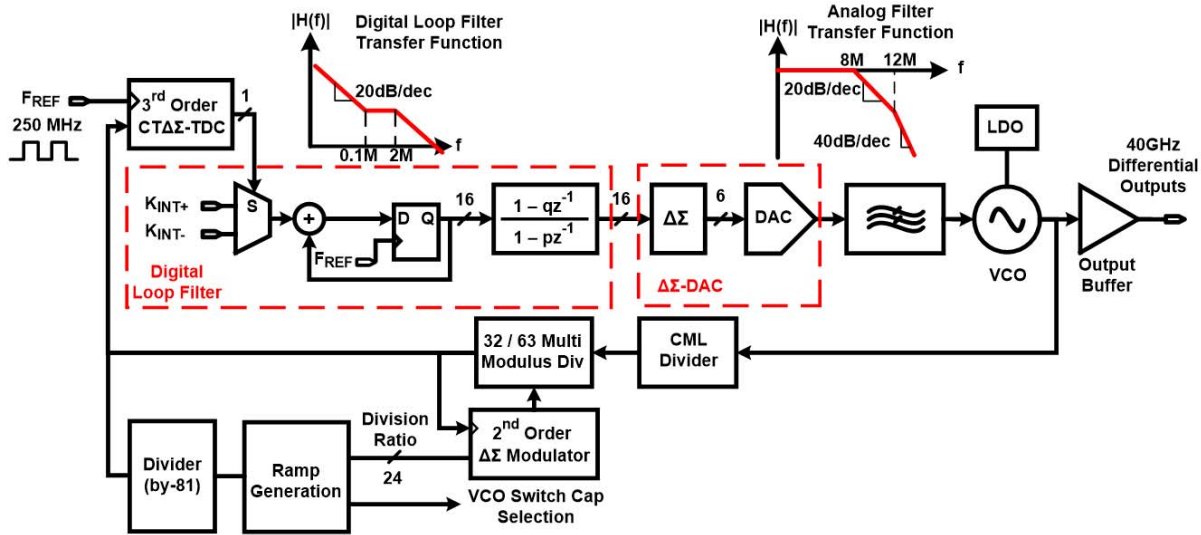 |H(f)|
Digital Loop Filter
Transfer Function
20dB/dec
0.1M
2M
f
|H(f)|
Analog Filter
Transfer Function
8M
12M
f
20dB/dec
40dB/dec
FREF
250 MHz
3rd Order
CTΔΣ-TDC
1
KINT+
KINT-
S
+
D Q
FREF
16
1 – qz-1
1 – pz-1
16
Digital
Loop Filter
ΔΣ
6
DAC
ΔΣ-DAC
LDO
VCO
40GHz
Differential
Outputs
Output
Buffer
32 / 63 Multi
Modulus Div
CML
Divider
2nd Order
ΔΣ Modulator
Divider
(by-81)
Ramp
Generation
Division
Ratio
24
VCO Switch Cap
Selection